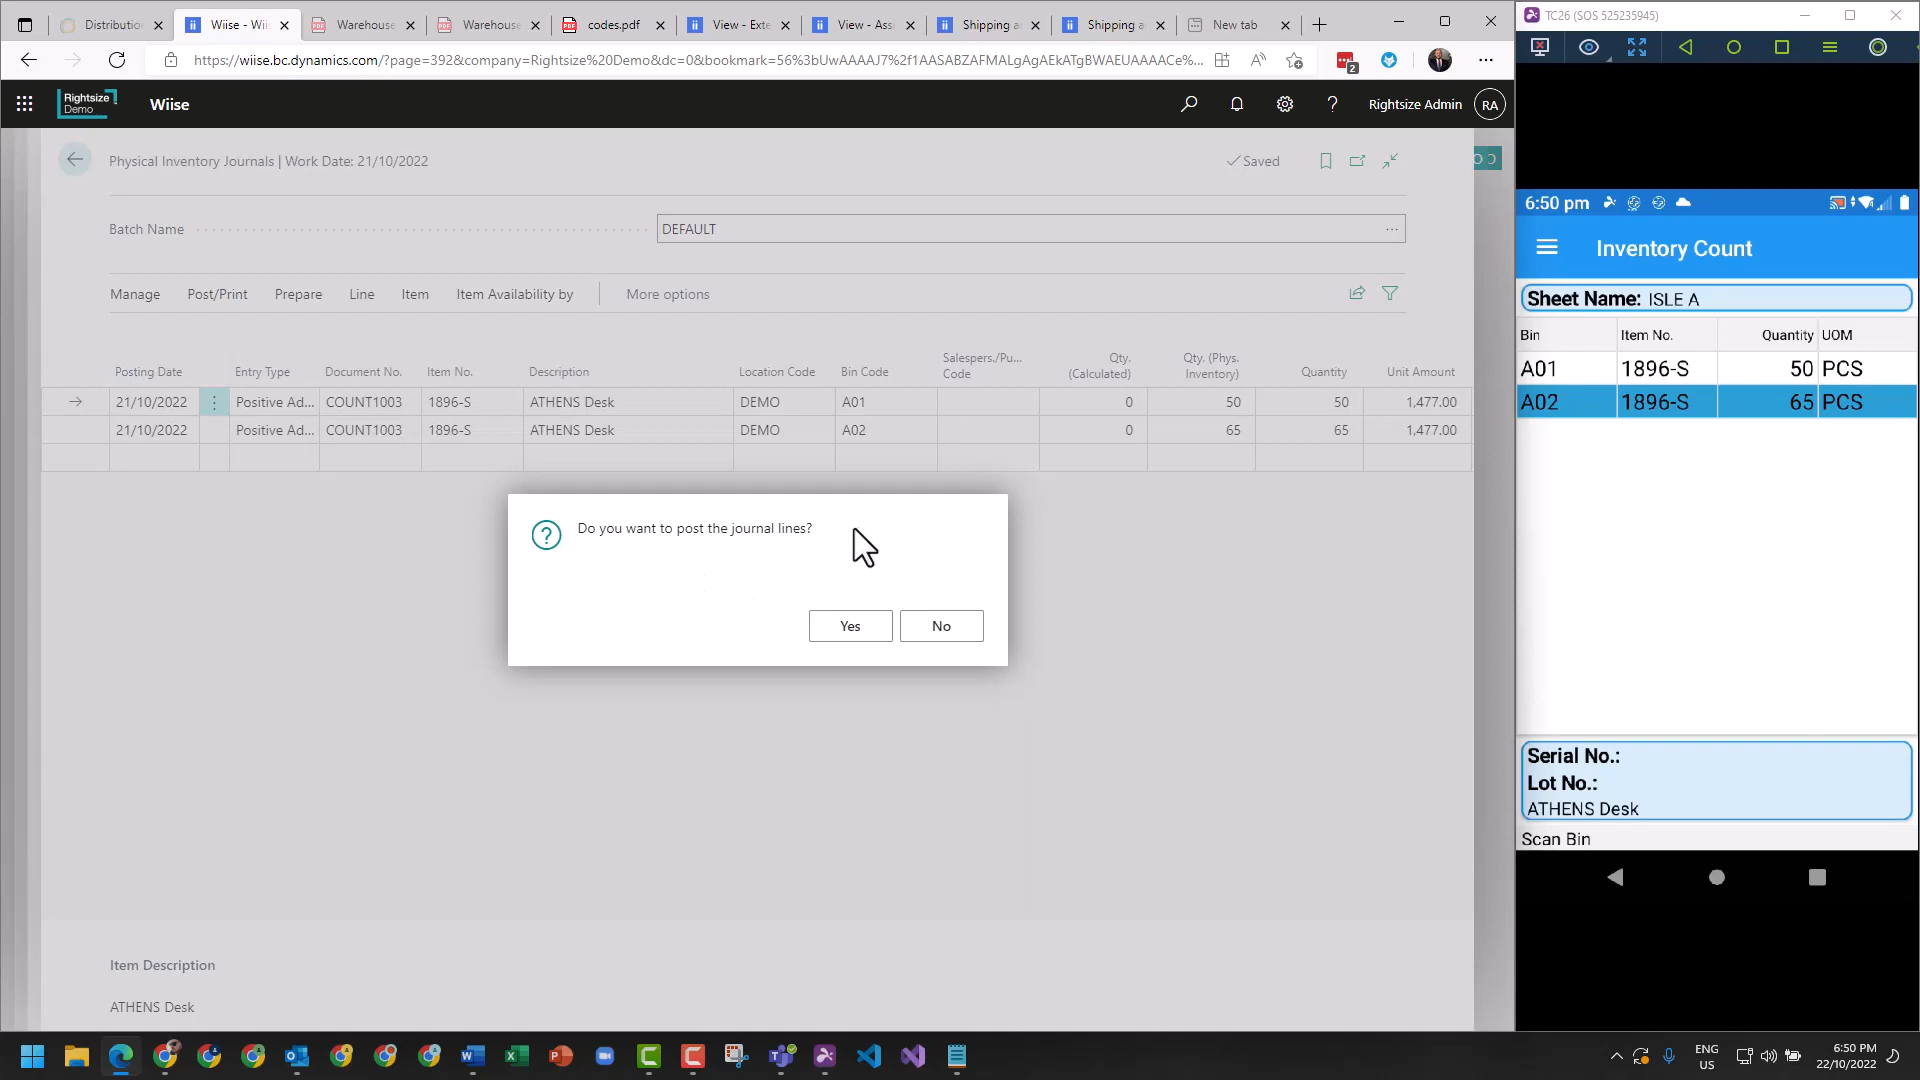 Distributio
Wiise - Wii
Warehouse
Warehouse
codes.pdf
View - Exte
View - Ass
Shipping a
Shipping a
New tab
https://wiise.bc.dynamics.com/?page=392&company=Rightsize%20Demo&dc=0&bookmark=56%3bUwAAAAJ7%2f1AASABZAFMALgAgAEkATgBWAEUAAAACe%...
2
Rightsize
Demo
Wiise
Rightsize Admin
RA
Physical Inventory Journals | Work Date: 21/10/2022
Saved
Batch Name
DEFAULT
Manage Post/Print Prepare Line Item Item Availability by More options
Posting Date Entry Type Document No. Item No. Description Location Code Bin Code Salespers./Pu... Code Qty. (Calculated) Qty. (Phys. Inventory) Quantity Unit Amount
21/10/2022 Positive Ad... COUNT1003 1896-S ATHENS Desk DEMO A01 0 50 50 1,477.00
21/10/2022 Positive Ad... COUNT1003 1896-S ATHENS Desk DEMO A02 0 65 65 1,477.00
Do you want to post the journal lines?
Yes No
Item Description
ATHENS Desk
TC26 (SOS 525235945)
6:50 pm
Inventory Count
Sheet Name: ISLE A
Bin Item No. Quantity UOM
A01 1896-S 50 PCS
A02 1896-S 65 PCS
Serial No.:
Lot No.:
ATHENS Desk
Scan Bin
ENG
US
6:50 PM
22/10/2022